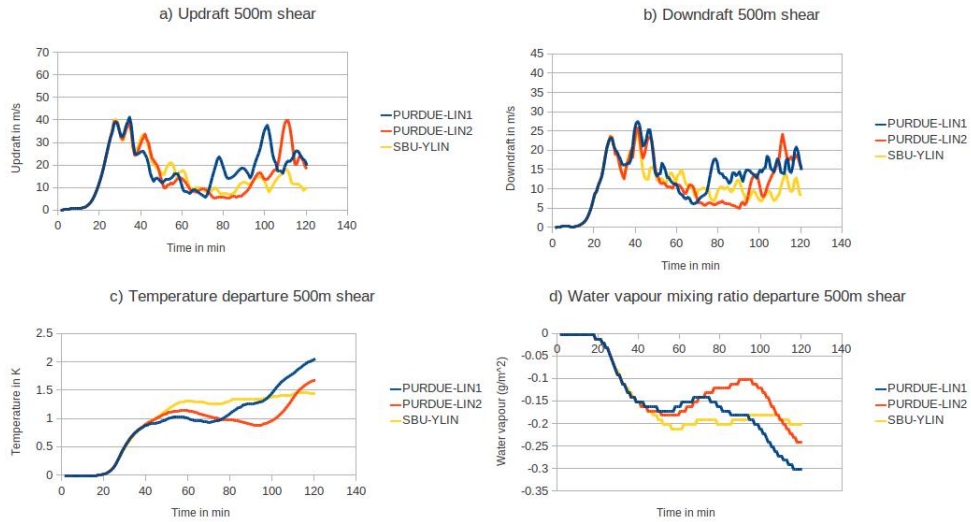 a) Updraft 500m shear
70
60
50
40
30
20
10
0
Updraft in m/s
0 20 40 60 80 100 120 140
Time in min
PURDUE-LIN1
PURDUE-LIN2
SBU-YLIN
b) Downdraft 500m shear
45
40
35
30
25
20
15
10
5
0
Downdraft in m/s
0 20 40 60 80 100 120 140
Time in min
PURDUE-LIN1
PURDUE-LIN2
SBU-YLIN
c) Temperature departure 500m shear
2.5
2
1.5
1
0.5
0
Temperature in K
0 20 40 60 80 100 120 140
Time in min
PURDUE-LIN1
PURDUE-LIN2
SBU-YLIN
d) Water vapour mixing ratio departure 500m shear
0
-0.05
-0.1
-0.15
-0.2
-0.25
-0.3
-0.35
Water vapour (g/m^2)
0 20 40 60 80 100 120 140
Time in min
PURDUE-LIN1
PURDUE-LIN2
SBU-YLIN